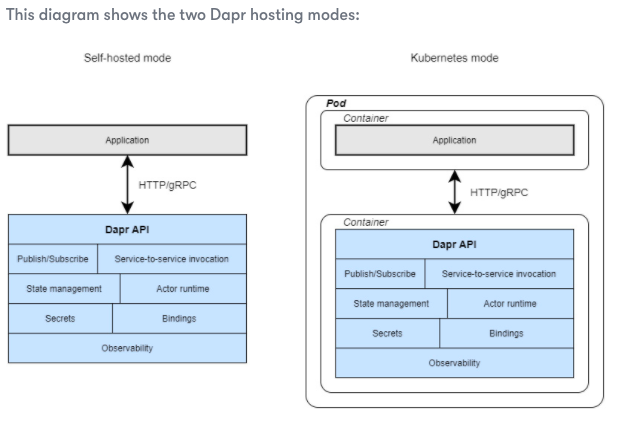 This diagram shows the two Dapr hosting modes:
Self-hosted mode
Application
HTTP/gRPC
Dapr API
Publish/Subscribe
Service-to-service invocation
State management
Actor runtime
Secrets
Bindings
Observability
Kubernetes mode
Pod
Container
Application
HTTP/gRPC
Container
Dapr API
Publish/Subscribe
Service-to-service invocation
State management
Actor runtime
Secrets
Bindings
Observability